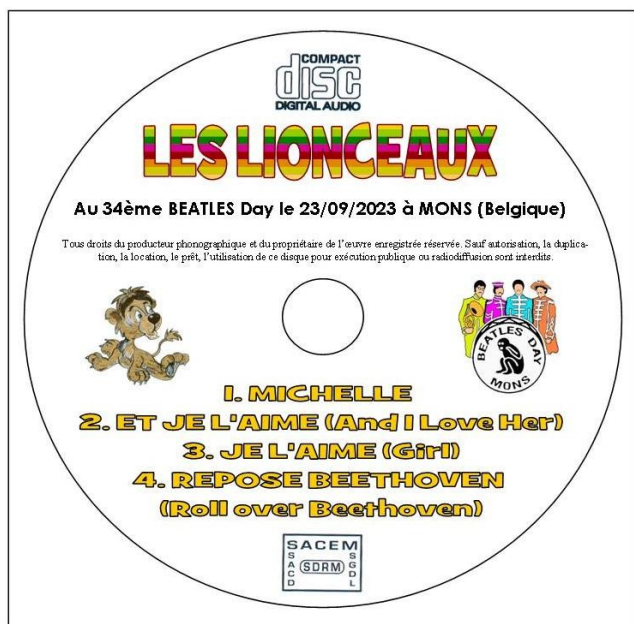 COMPACT
disc
DIGITAL AUDIO
LES LIONCEAUX
Au 34ème BEATLES Day le 23/09/2023 à MONS (Belgique)
Tous droits du producteur phonographique et du propriétaire de l'œuvre enregistrée réservée. Sauf autorisation, la duplica-
tion, la location, le prêt, l'utilisation de ce disque pour exécution publique ou radiodiffusion sont interdits.
BEATLES DAY
MONS
1. MICHELLE
2. ET JE L'AIME (And I Love Her)
3. JE L'AIME (Girl)
4. REPOSE BEETHOVEN
(Roll over Beethoven)
SACEM
SACD
SDRM
SGDL